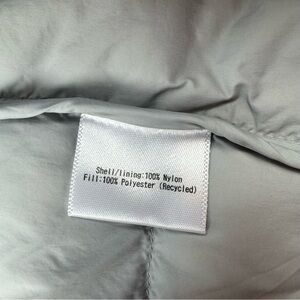 Shell/lining:100% Nylon
Fill:100% Polyester (Recycled)